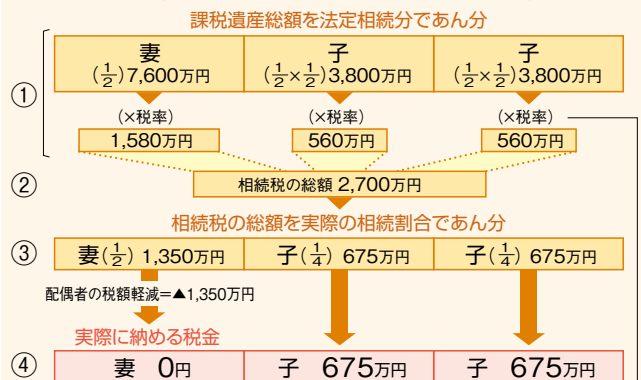 課税遺産総額を法定相続分であん分
①
妻
(1/2)7,600万円
子
(1/2×1/2)3,800万円
子
(1/2×1/2)3,800万円
(×税率)
(×税率)
(×税率)
1,580万円
560万円
560万円
②
相続税の総額 2,700万円
相続税の総額を実際の相続割合であん分
③
妻(1/2) 1,350万円
子(1/4) 675万円
子(1/4) 675万円
配偶者の税額軽減=▲1,350万円
実際に納める税金
④
妻 0円
子 675万円
子 675万円